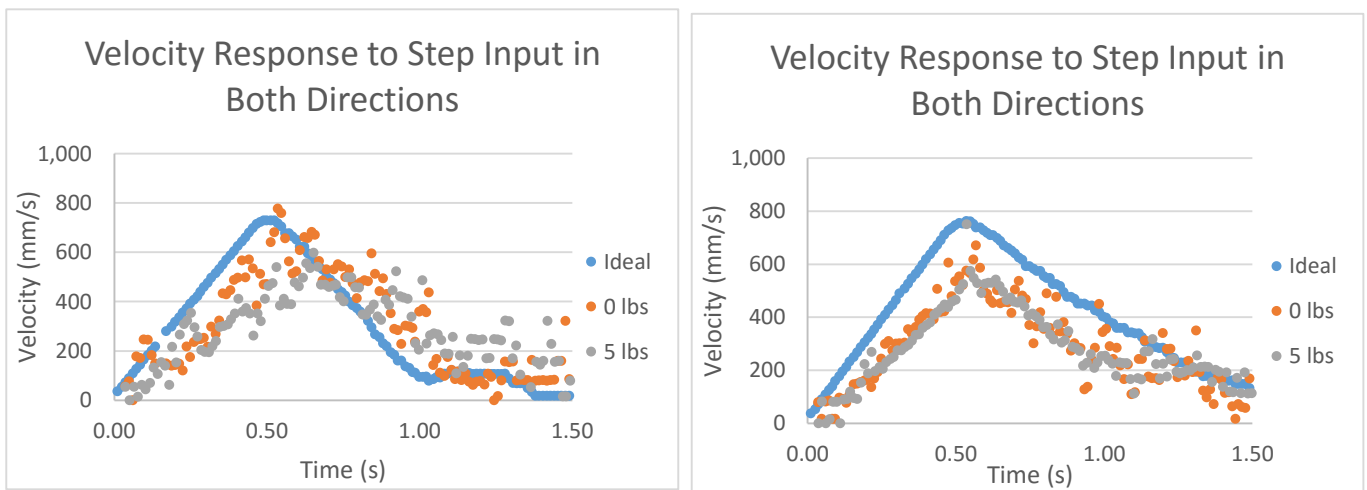 Velocity Response to Step Input in
Both Directions
1,000
800
600
400
200
0
0.00 0.50 1.00 1.50
Velocity (mm/s)
Time (s)
Ideal
0 lbs
5 lbs
Velocity Response to Step Input in
Both Directions
1,000
800
600
400
200
0
0.00 0.50 1.00 1.50
Velocity (mm/s)
Time (s)
Ideal
0 lbs
5 lbs